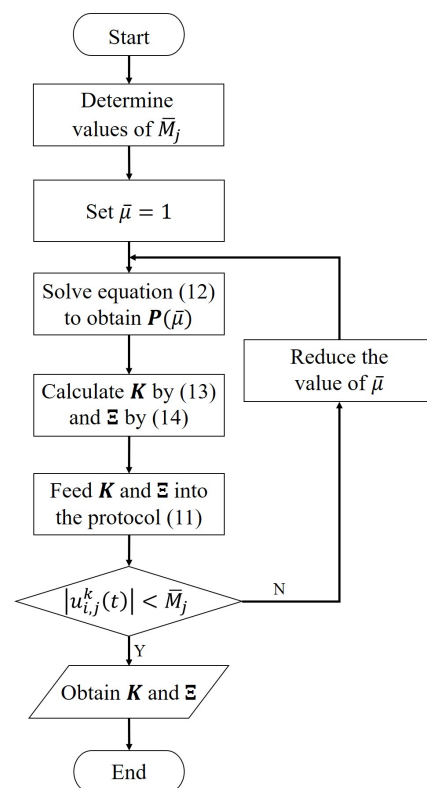 Start
Determine
values of M̄ⱼ
Set μ̄ = 1
Solve equation (12)
to obtain P(μ̄)
Reduce the
value of μ̄
Calculate K by (13)
and Ξ by (14)
Feed K and Ξ into
the protocol (11)
|uᵏᵢ,ⱼ(t)| < M̄ⱼ
N
Y
Obtain K and Ξ
End